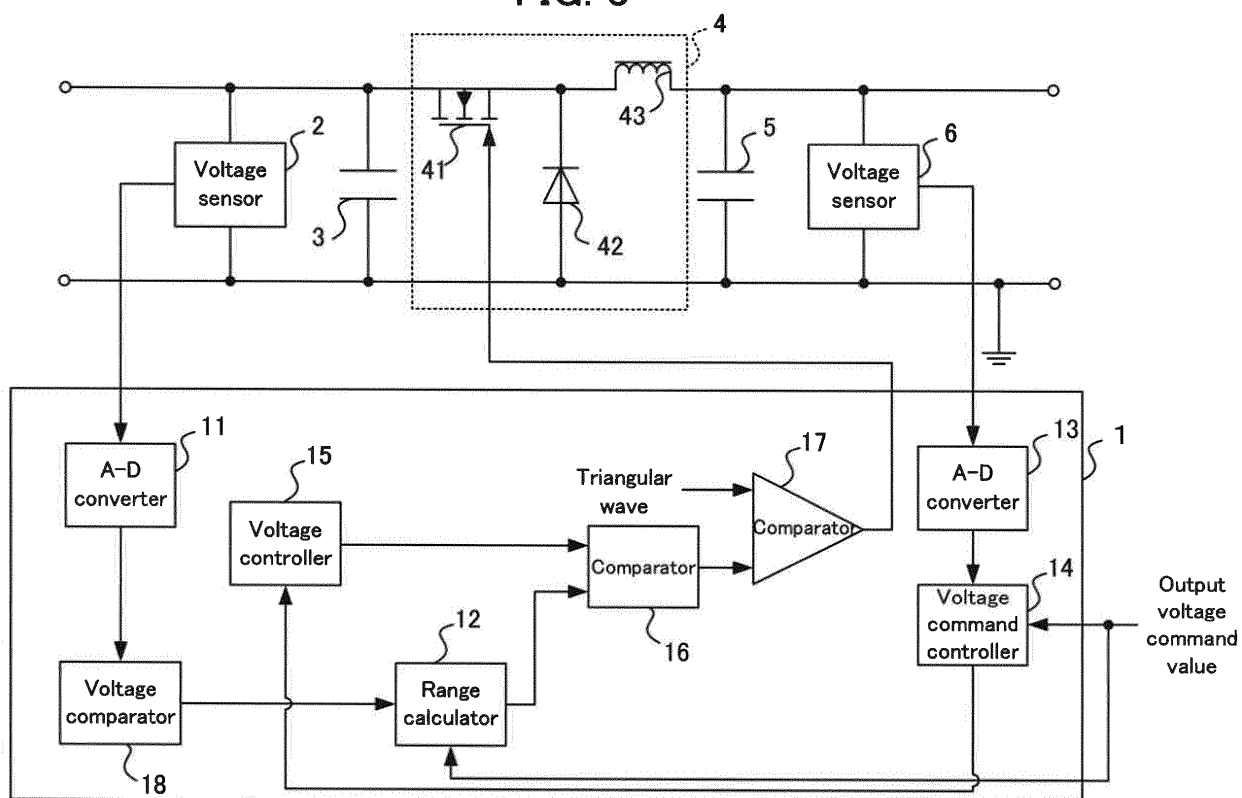 4
2
Voltage
sensor
3
41
42
43
5
6
Voltage
sensor
11
A-D
converter
15
Voltage
controller
Triangular
wave
17
Comparator
Comparator
16
13
A-D
converter
1
14
Voltage
command
controller
Output
voltage
command
value
12
Range
calculator
Voltage
comparator
18